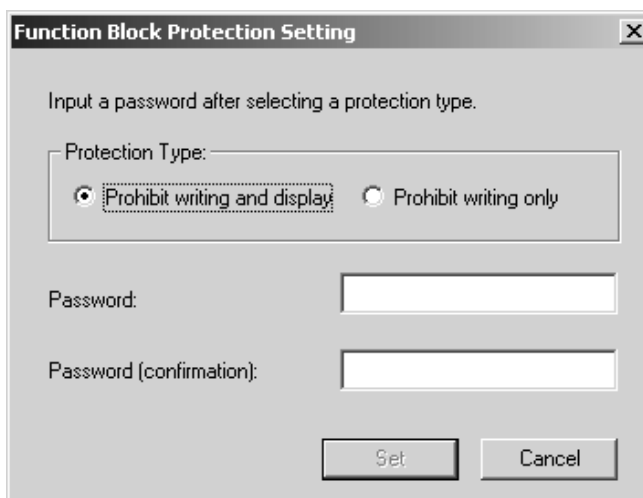 Function Block Protection Setting
Input a password after selecting a protection type.
Protection Type:
Prohibit writing and display Prohibit writing only
Password:
Password (confirmation):
Set Cancel